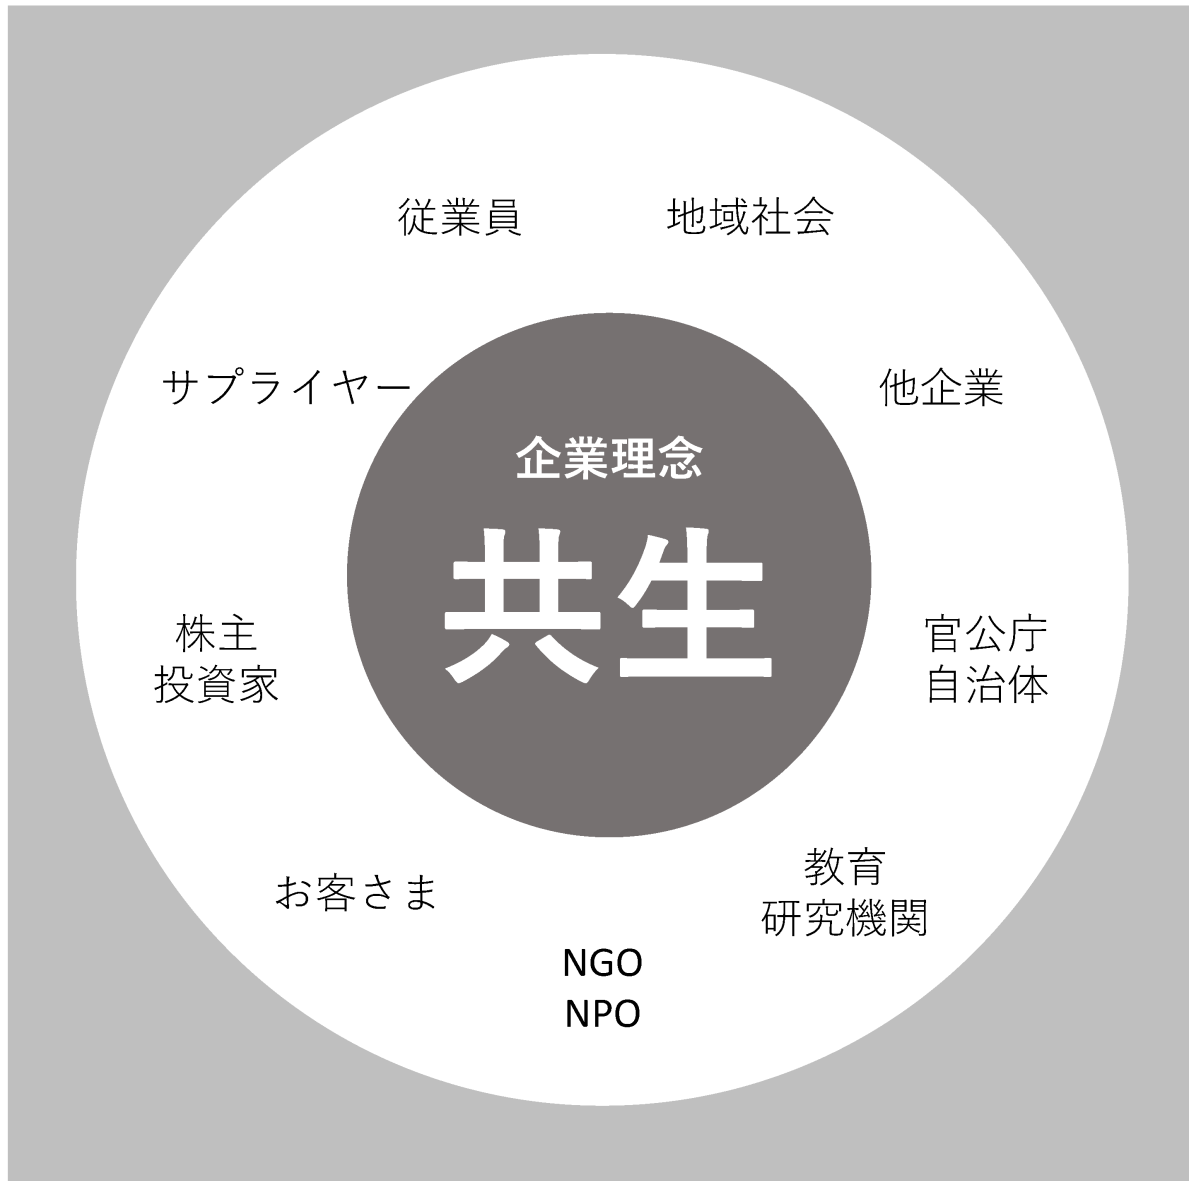 従業員
地域社会
サプライヤー
他企業
企業理念
共生
株主
投資家
官公庁
自治体
お客さま
教育
研究機関
NGO
NPO